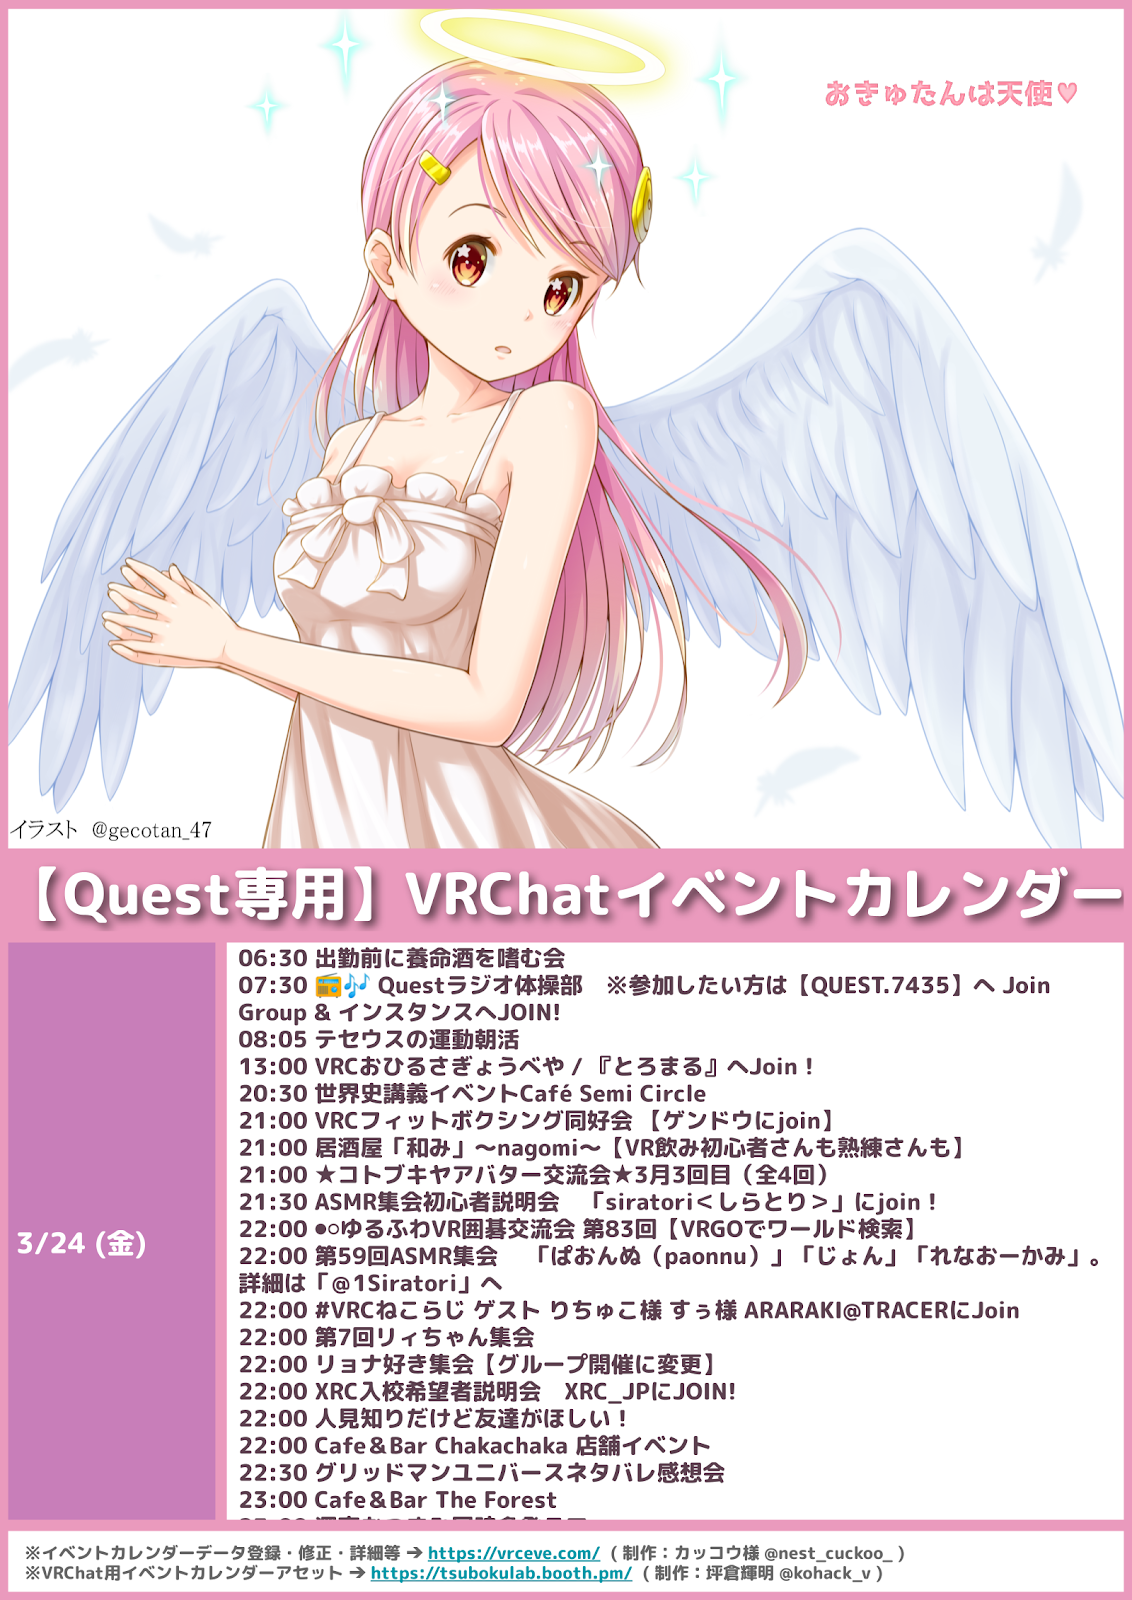 おきゅたんは天使♥
イラスト @gecotan_47
【Quest専用】VRChatイベントカレンダー
3/24 (金)
06:30 出勤前に養命酒を嗜む会
07:30 📻🎶 Questラジオ体操部　※参加したい方は【QUEST.7435】へ Join
Group & インスタンスへJOIN!
08:05 テセウスの運動朝活
13:00 VRCおひるさぎょうべや / 『とろまる』へJoin！
20:30 世界史講義イベントCafé Semi Circle
21:00 VRCフィットボクシング同好会 【ゲンドウにjoin】
21:00 居酒屋「和み」～nagomi～【VR飲み初心者さんも熟練さんも】
21:00 ★コトブキヤアバター交流会★3月3回目（全4回）
21:30 ASMR集会初心者説明会　「siratori＜しらとり＞」にjoin！
22:00 ●○ゆるふわVR囲碁交流会 第83回【VRGOでワールド検索】
22:00 第59回ASMR集会　「ぱおんぬ（paonnu）」「じょん」「れなおーかみ」。
詳細は「@1Siratori」へ
22:00 #VRCねこらじ ゲスト りちゅこ様 すぅ様 ARARAKI@TRACERにJoin
22:00 第7回リィちゃん集会
22:00 リョナ好き集会【グループ開催に変更】
22:00 XRC入校希望者説明会　XRC_JPにJOIN!
22:00 人見知りだけど友達がほしい！
22:00 Cafe＆Bar Chakachaka 店舗イベント
22:30 グリッドマンユニバースネタバレ感想会
23:00 Cafe＆Bar The Forest
※イベントカレンダーデータ登録・修正・詳細等 ➔ https://vrceve.com/ （ 制作：カッコウ様 @nest_cuckoo_ ）
※VRChat用イベントカレンダーアセット ➔ https://tsubokulab.booth.pm/ （ 制作：坪倉輝明 @kohack_v ）